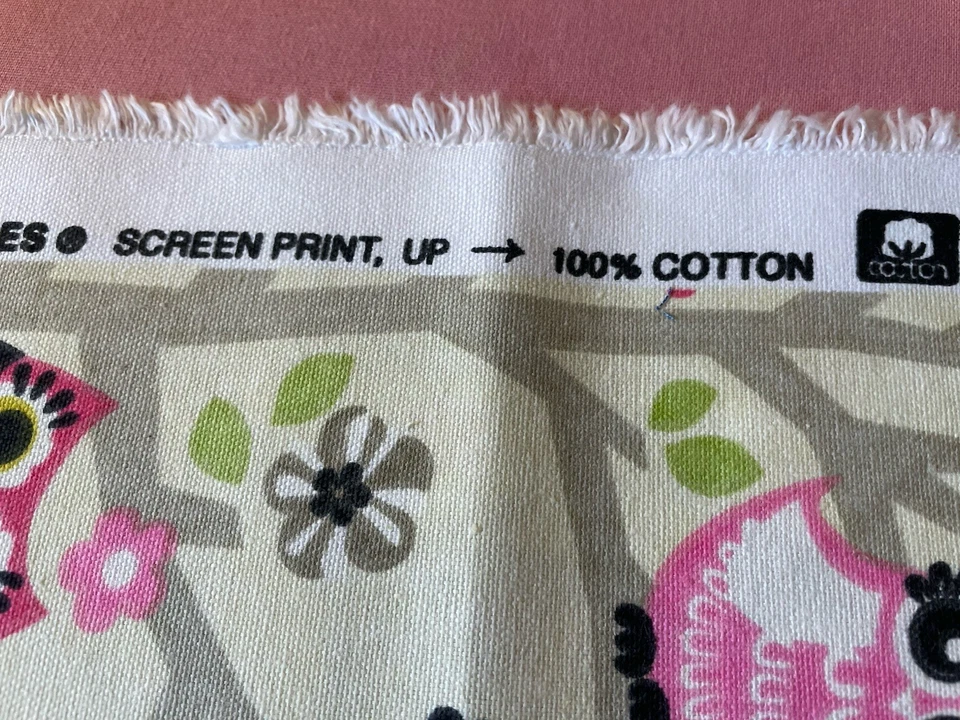 ES® SCREEN PRINT, UP → 100% COTTON
COTTON